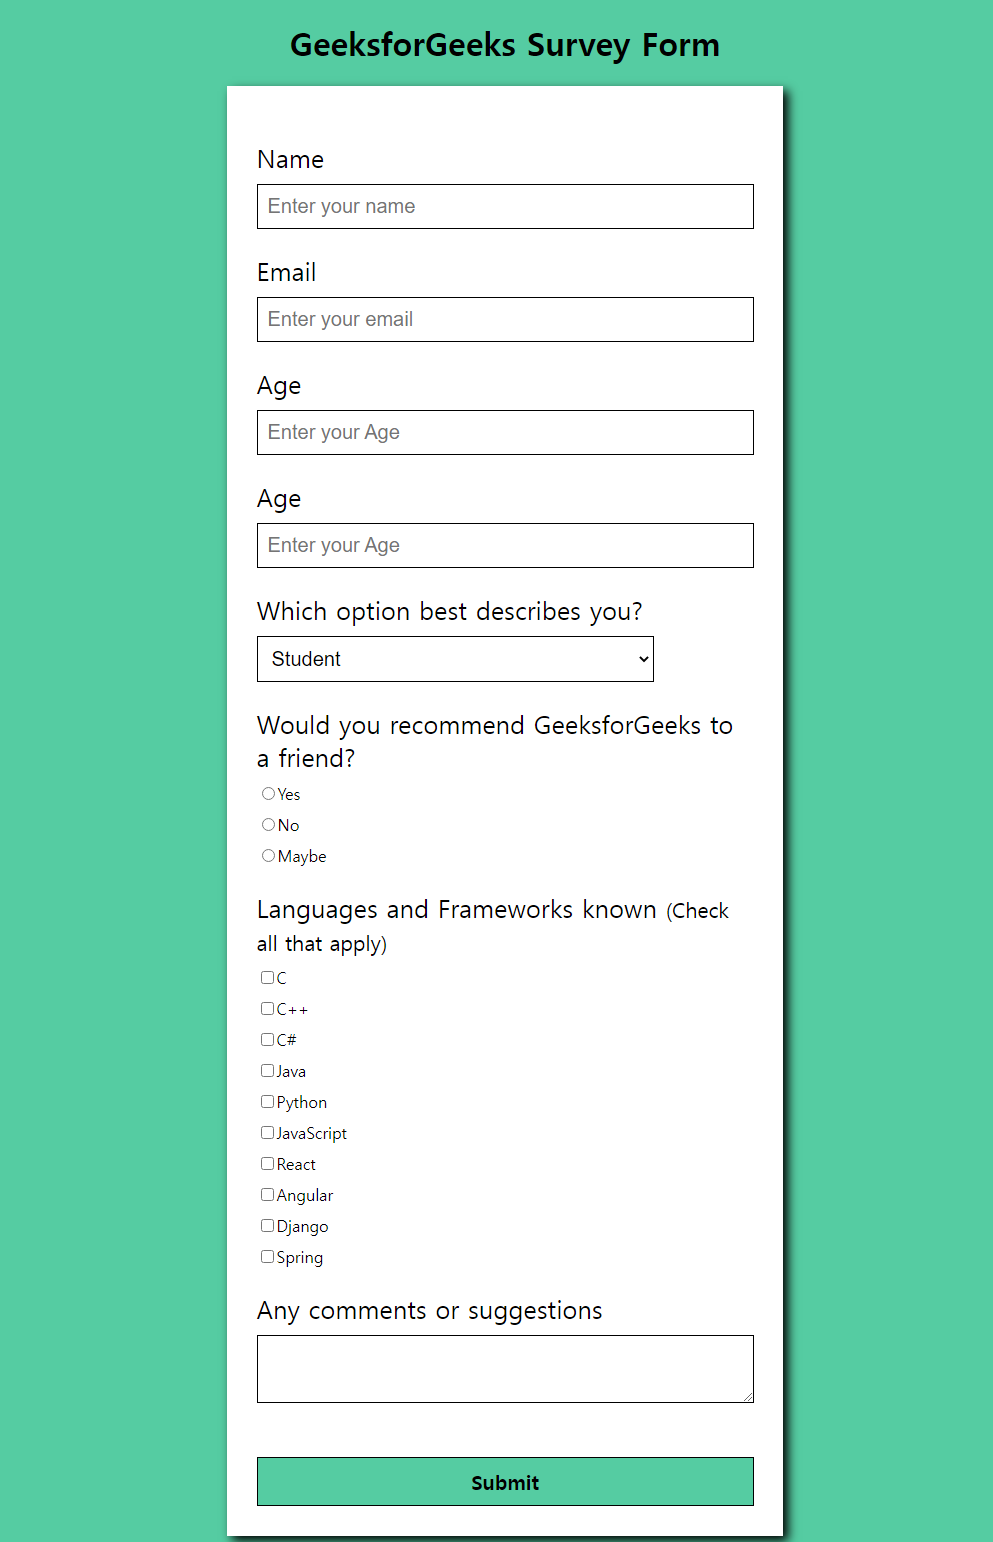 GeeksforGeeks Survey Form
Name
Enter your name
Email
Enter your email
Age
Enter your Age
Age
Enter your Age
Which option best describes you?
Student
Would you recommend GeeksforGeeks to
a friend?
Yes
No
Maybe
Languages and Frameworks known (Check
all that apply)
C
C++
C#
Java
Python
JavaScript
React
Angular
Django
Spring
Any comments or suggestions
Submit